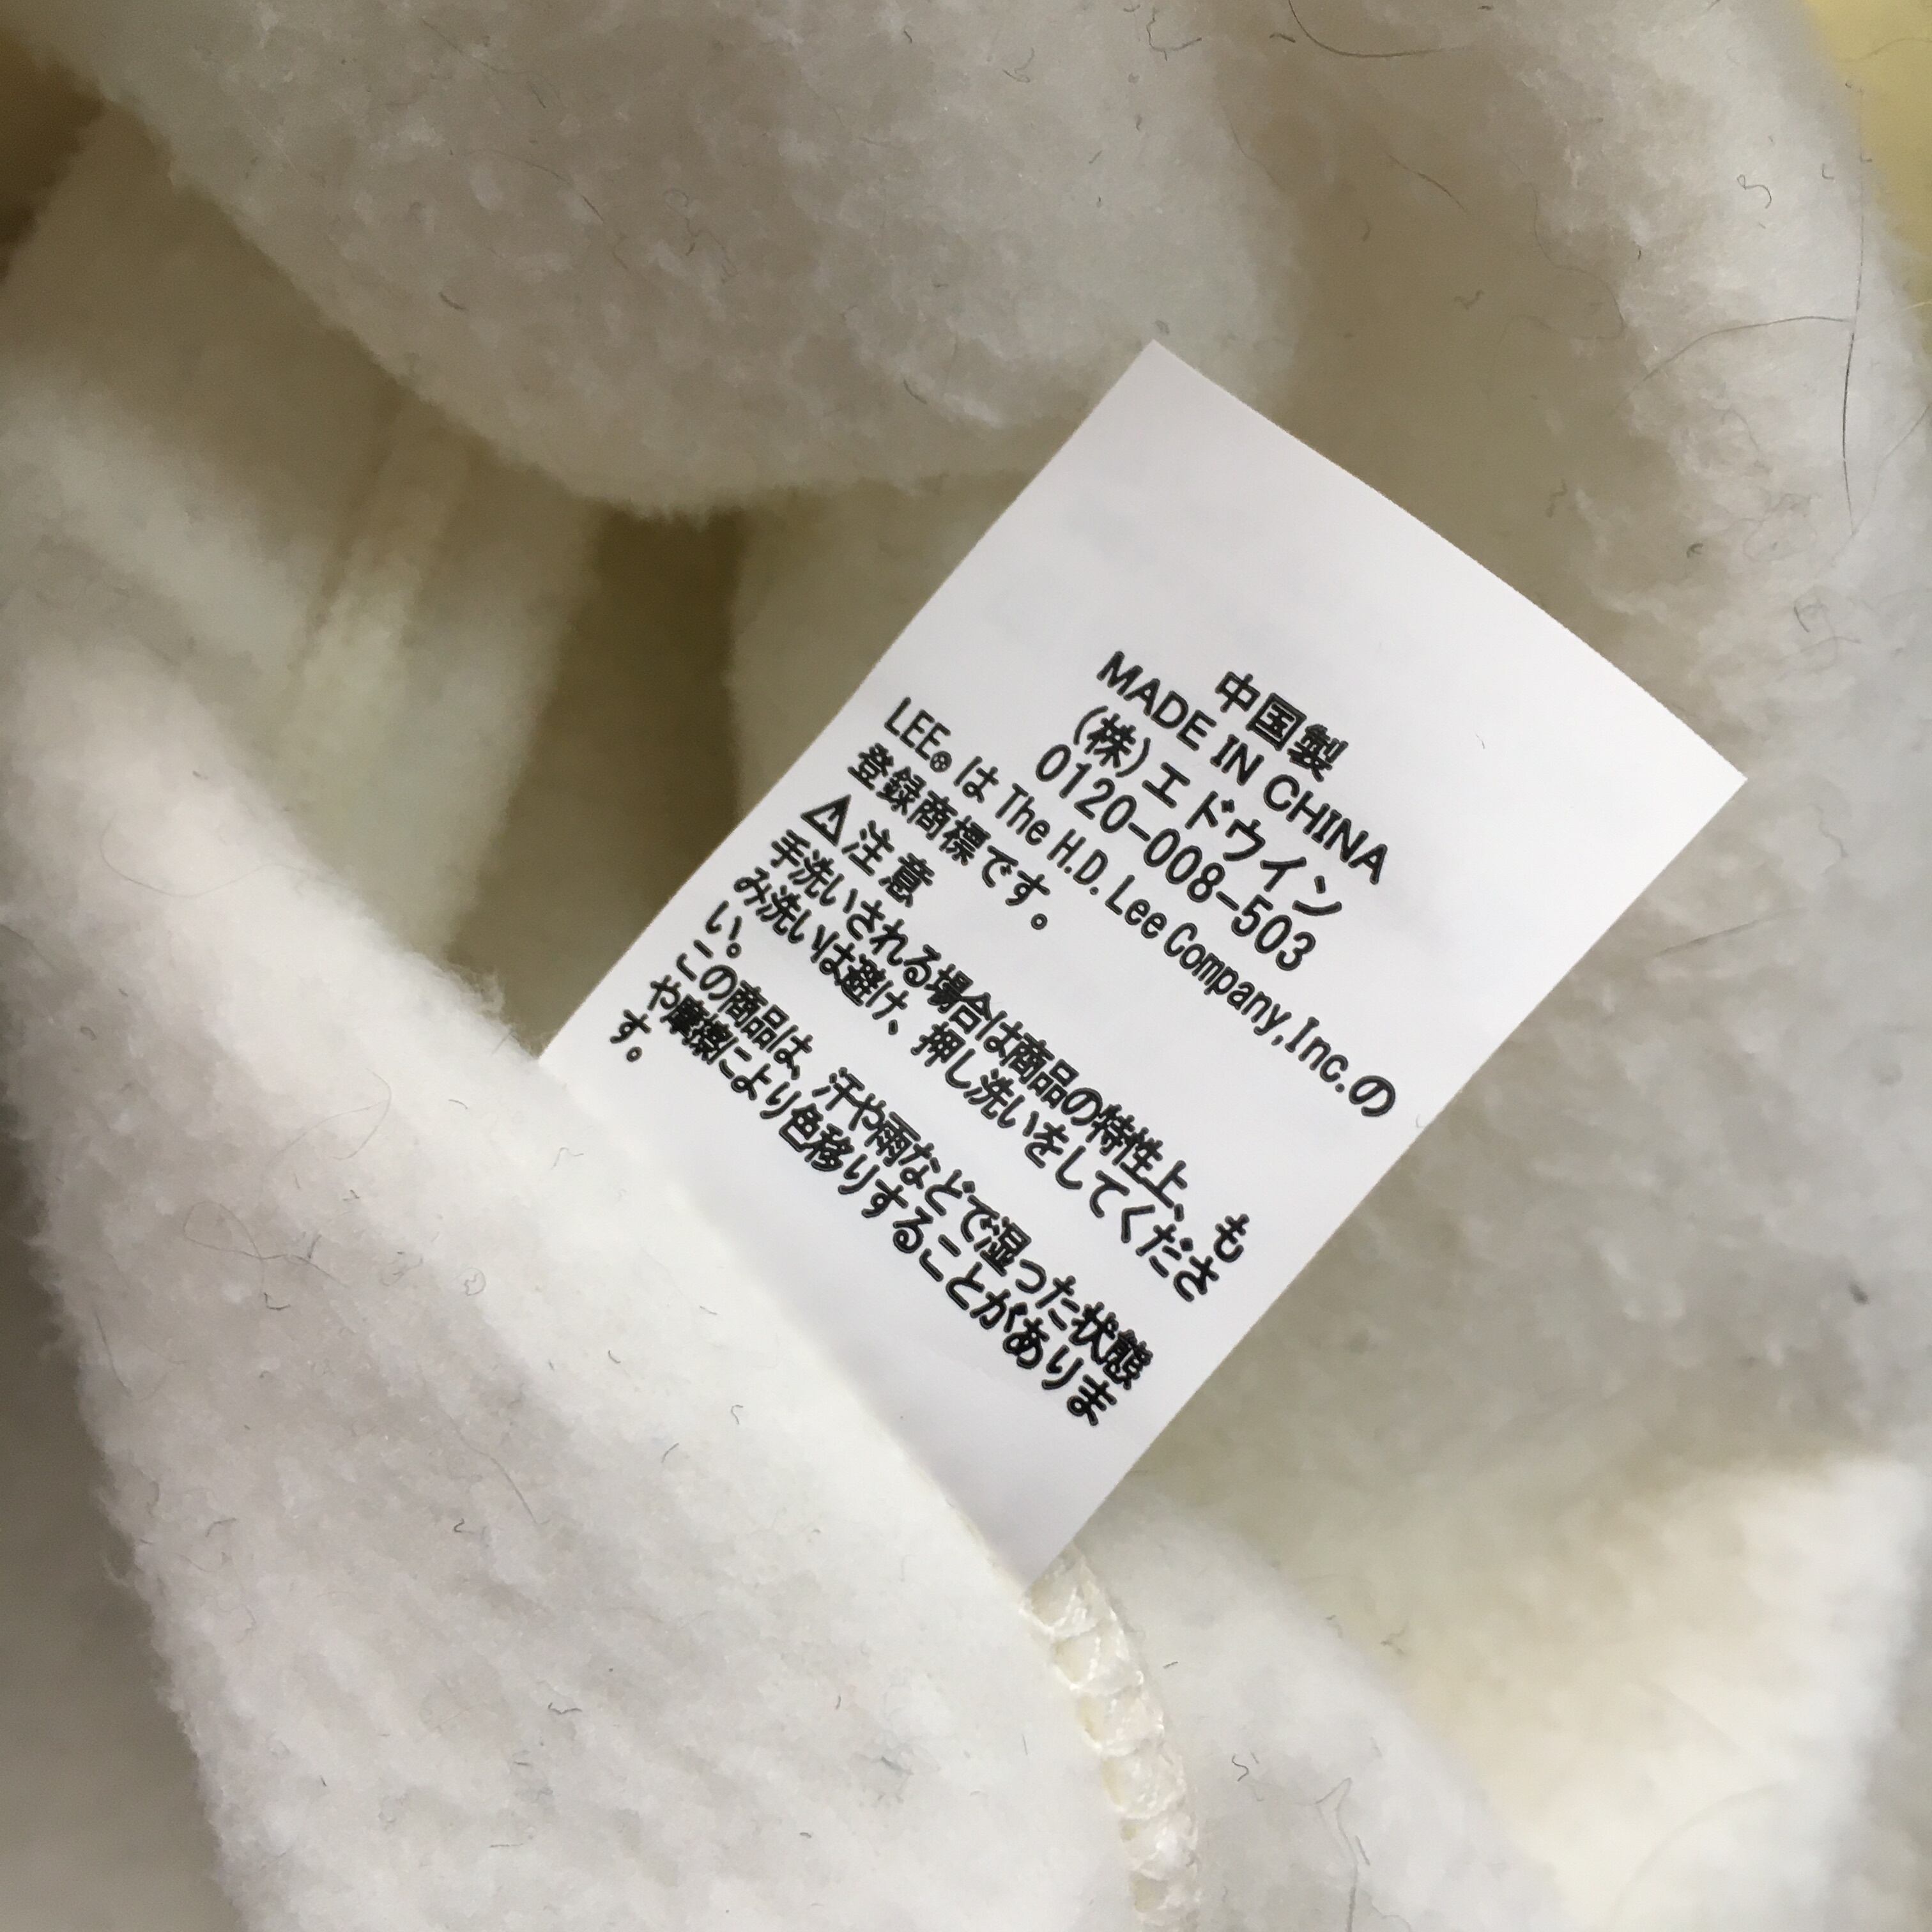 中国製
MADE IN CHINA
(株)エドウイン
0120-008-503
LEE® は The H.D. Lee Company,Inc.の
登録商標です。
⚠注意
手洗いされる場合は商品の特性上、も
み洗いは避け、押し洗いをしてくださ
い。
この商品は、汗や雨などで湿った状態
や摩擦により色移りすることがありま
す。